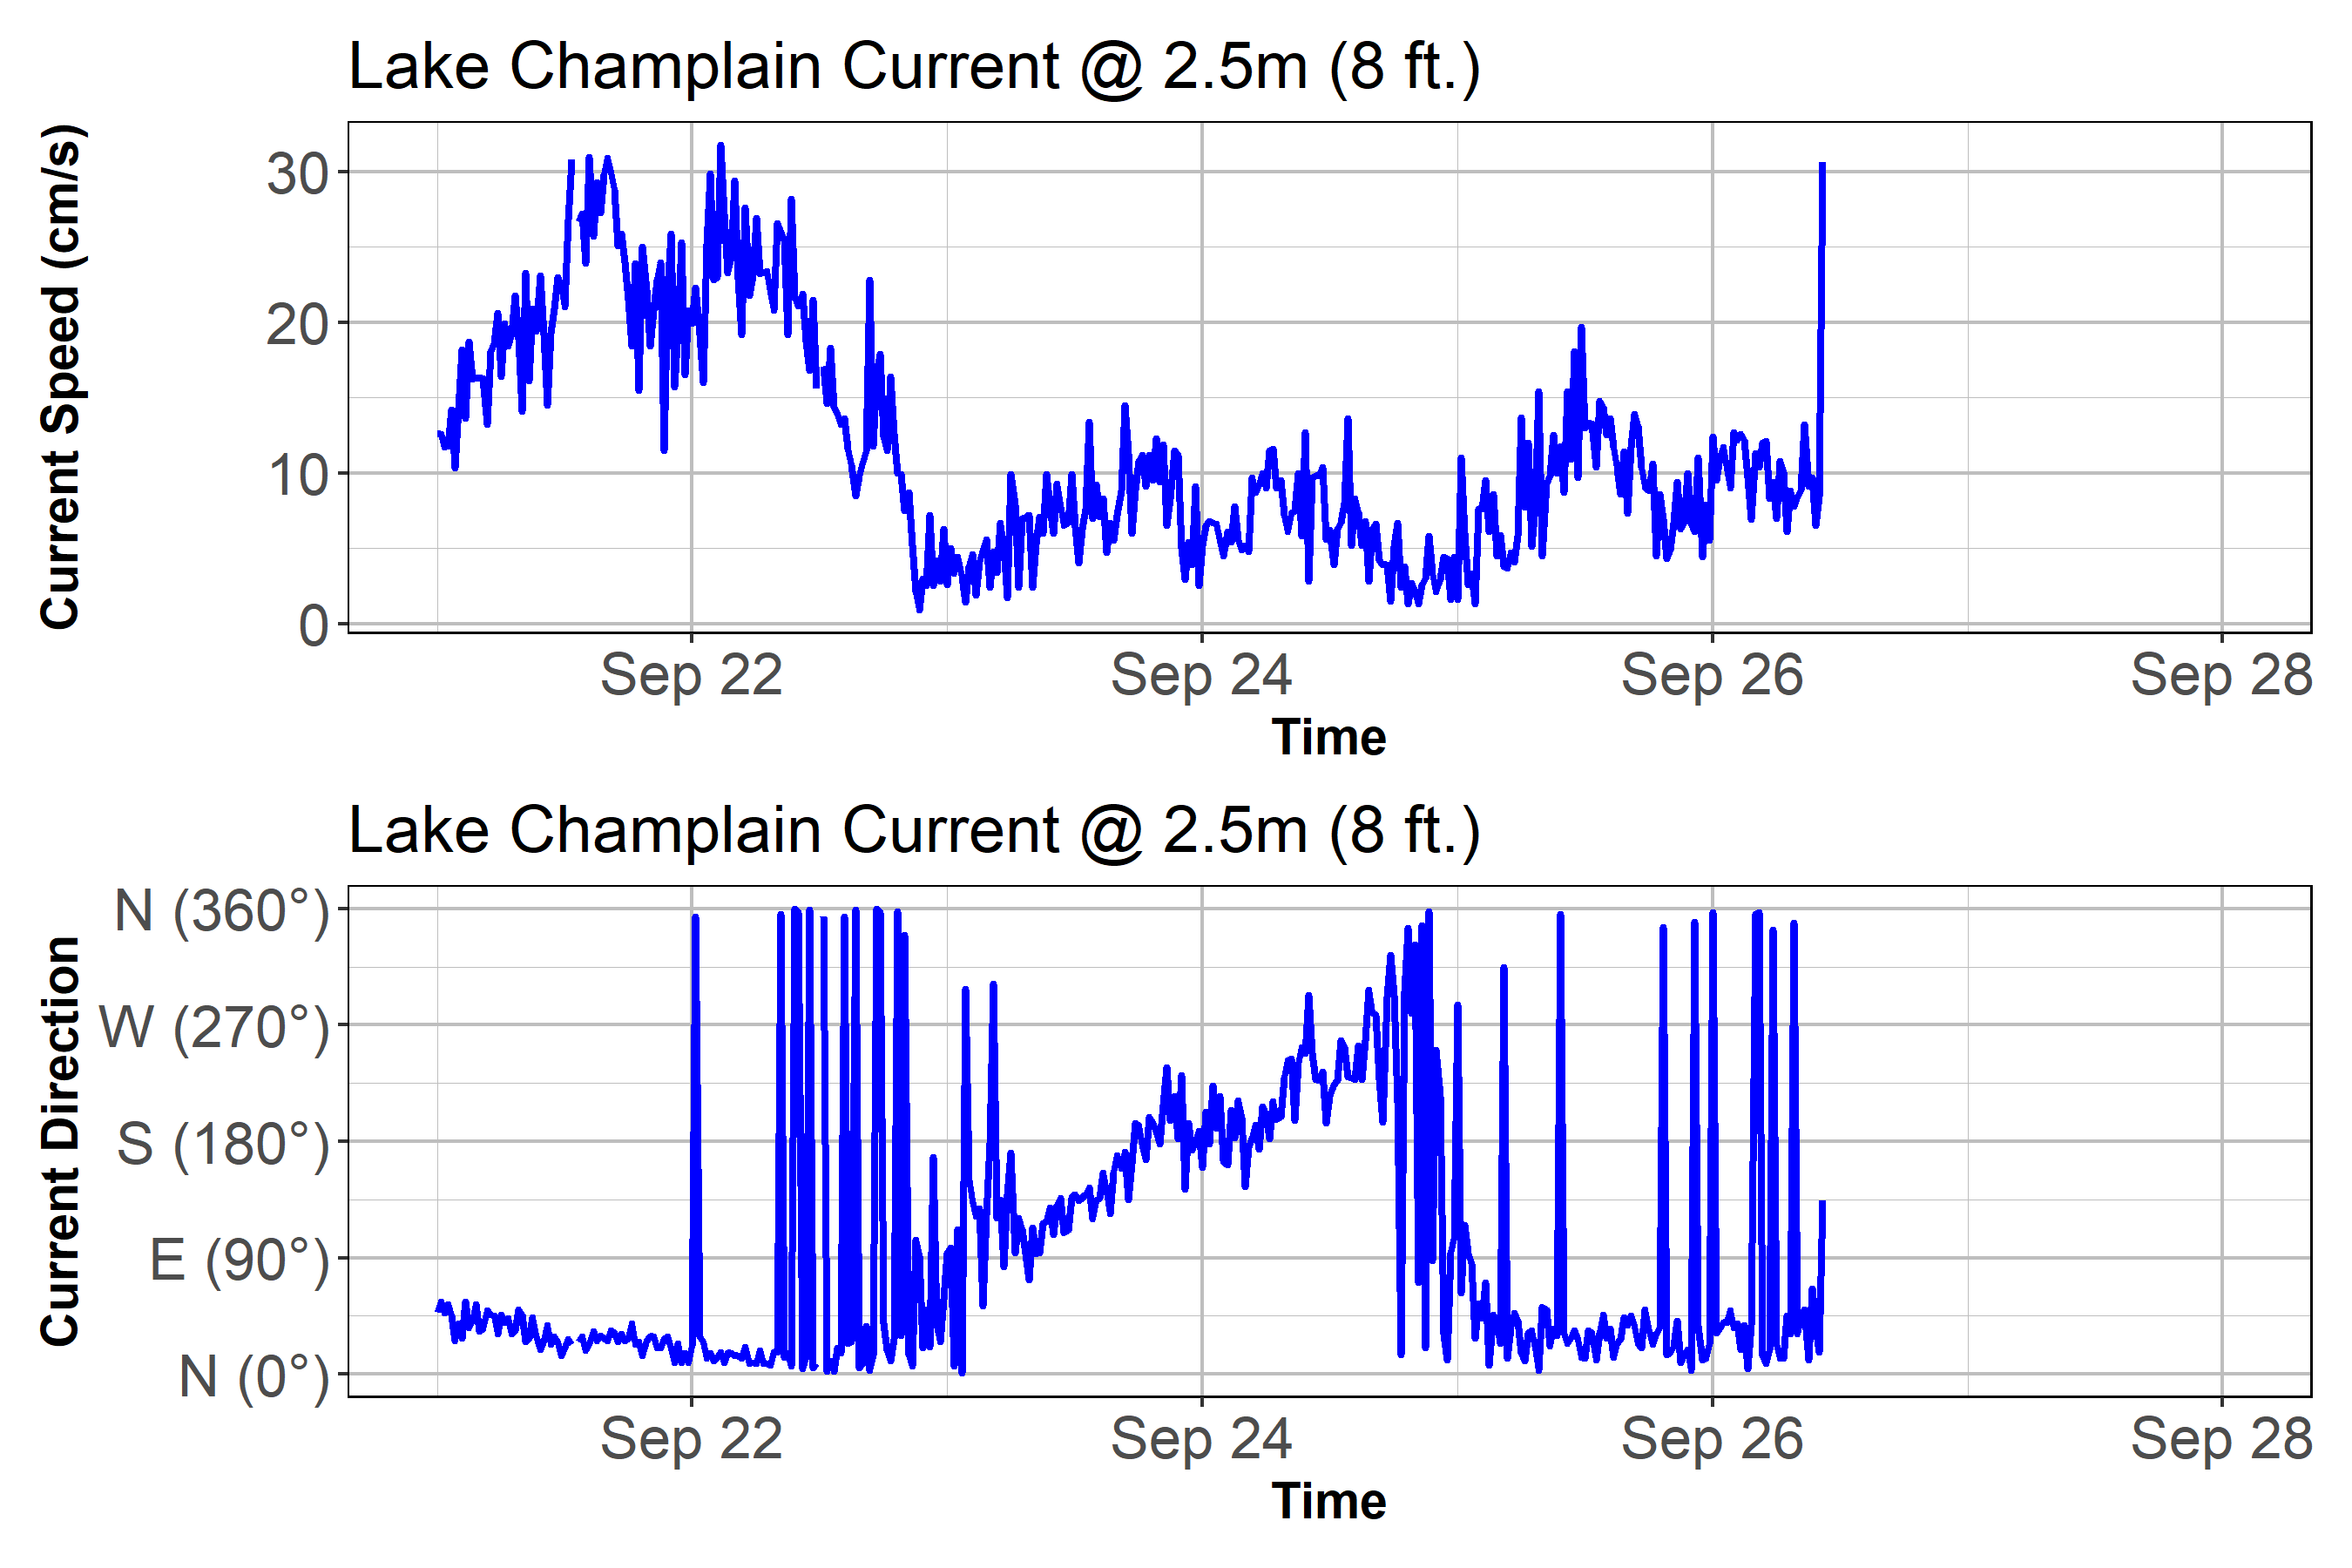 Lake Champlain Current @ 2.5m (8 ft.)
Current Speed (cm/s)
30
20
10
0
Sep 22 Sep 24 Sep 26 Sep 28
Time
Lake Champlain Current @ 2.5m (8 ft.)
Current Direction
N (360°)
W (270°)
S (180°)
E (90°)
N (0°)
Sep 22 Sep 24 Sep 26 Sep 28
Time